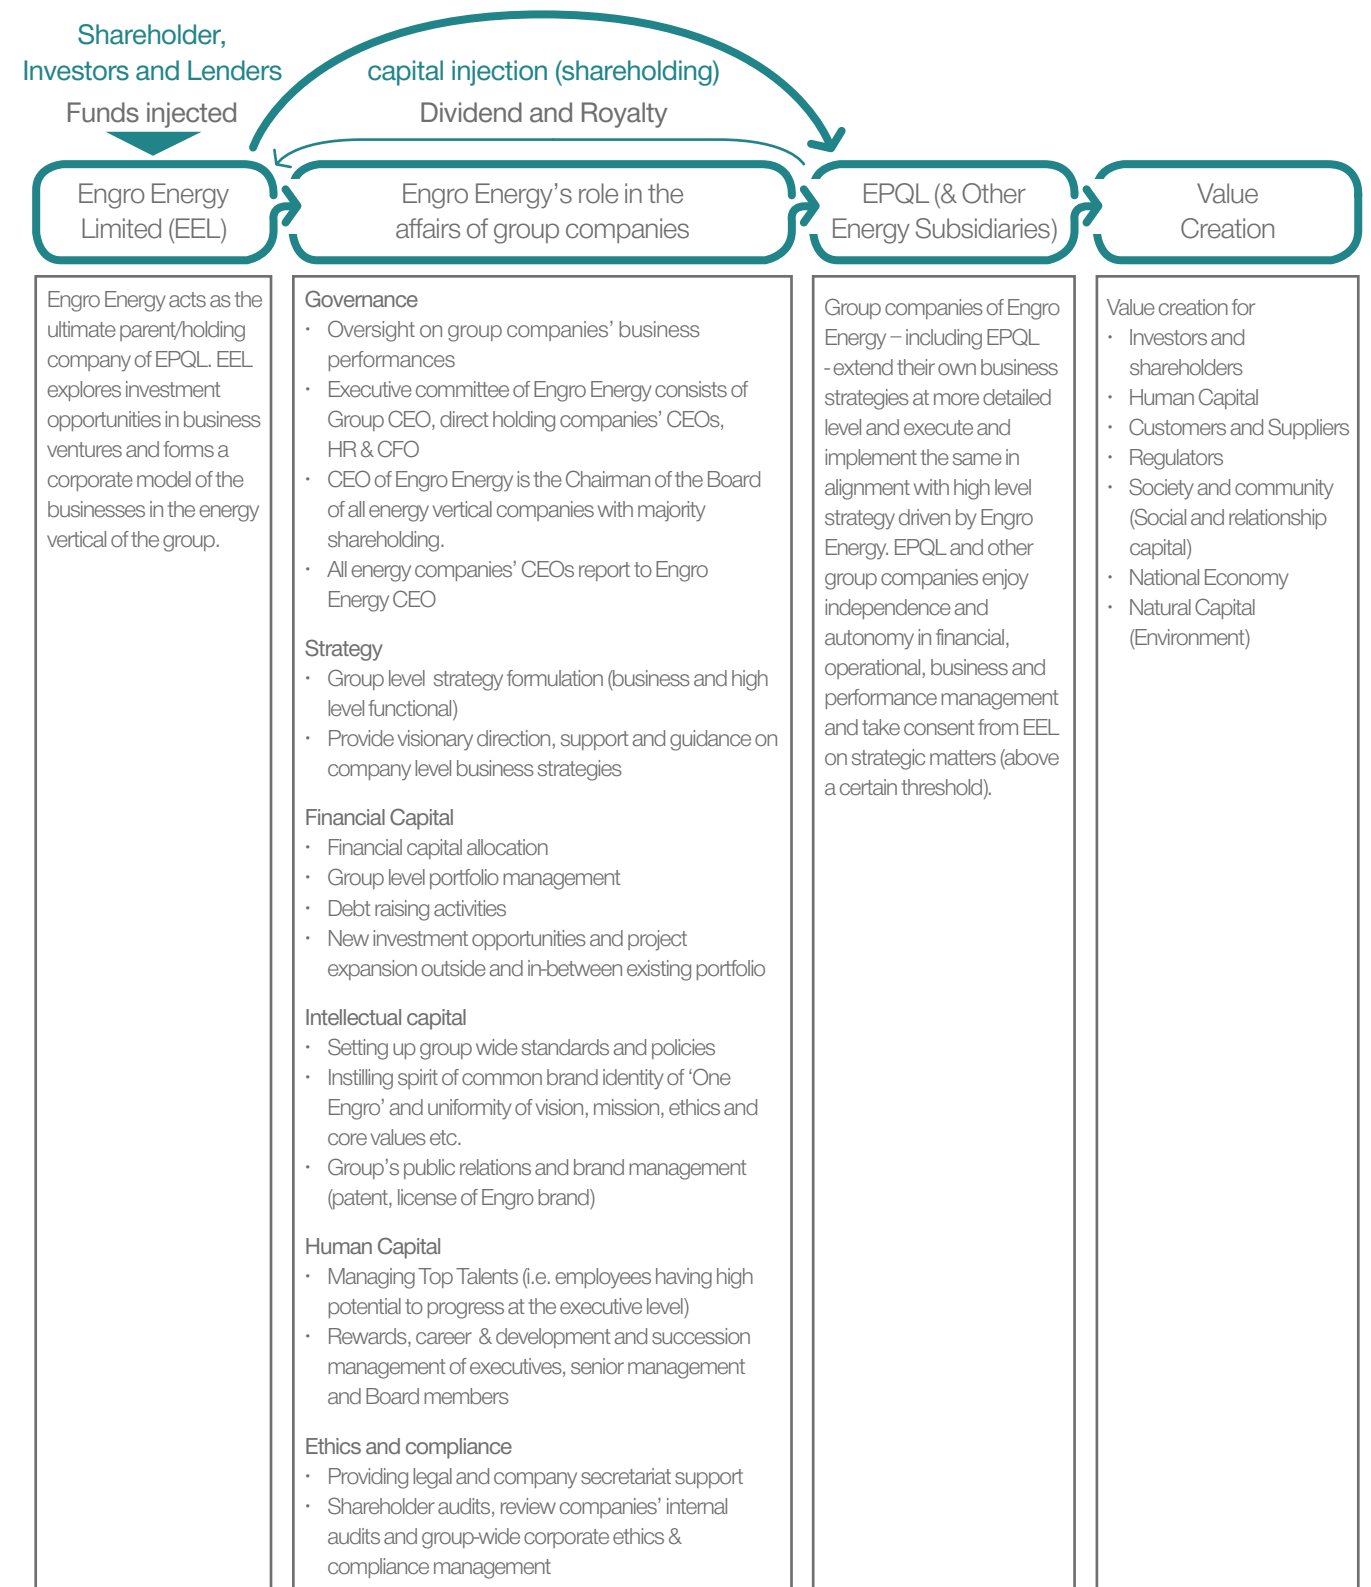 Shareholder,
Investors and Lenders
Funds injected
capital injection (shareholding)
Dividend and Royalty
Engro Energy
Limited (EEL)
Engro Energy's role in the
affairs of group companies
EPQL (& Other
Energy Subsidiaries)
Value
Creation
Engro Energy acts as the
ultimate parent/holding
company of EPQL. EEL
explores investment
opportunities in business
ventures and forms a
corporate model of the
businesses in the energy
vertical of the group.
Governance
· Oversight on group companies' business
performances
· Executive committee of Engro Energy consists of
Group CEO, direct holding companies' CEOs,
HR & CFO
· CEO of Engro Energy is the Chairman of the Board
of all energy vertical companies with majority
shareholding.
· All energy companies' CEOs report to Engro
Energy CEO
Strategy
· Group level strategy formulation (business and high
level functional)
· Provide visionary direction, support and guidance on
company level business strategies
Financial Capital
· Financial capital allocation
· Group level portfolio management
· Debt raising activities
· New investment opportunities and project
expansion outside and in-between existing portfolio
Intellectual capital
· Setting up group wide standards and policies
· Instilling spirit of common brand identity of 'One
Engro' and uniformity of vision, mission, ethics and
core values etc.
· Group's public relations and brand management
(patent, license of Engro brand)
Human Capital
· Managing Top Talents (i.e. employees having high
potential to progress at the executive level)
· Rewards, career & development and succession
management of executives, senior management
and Board members
Ethics and compliance
· Providing legal and company secretariat support
· Shareholder audits, review companies' internal
audits and group-wide corporate ethics &
compliance management
Group companies of Engro
Energy – including EPQL
- extend their own business
strategies at more detailed
level and execute and
implement the same in
alignment with high level
strategy driven by Engro
Energy. EPQL and other
group companies enjoy
independence and
autonomy in financial,
operational, business and
performance management
and take consent from EEL
on strategic matters (above
a certain threshold).
Value creation for
· Investors and
shareholders
· Human Capital
· Customers and Suppliers
· Regulators
· Society and community
(Social and relationship
capital)
· National Economy
· Natural Capital
(Environment)